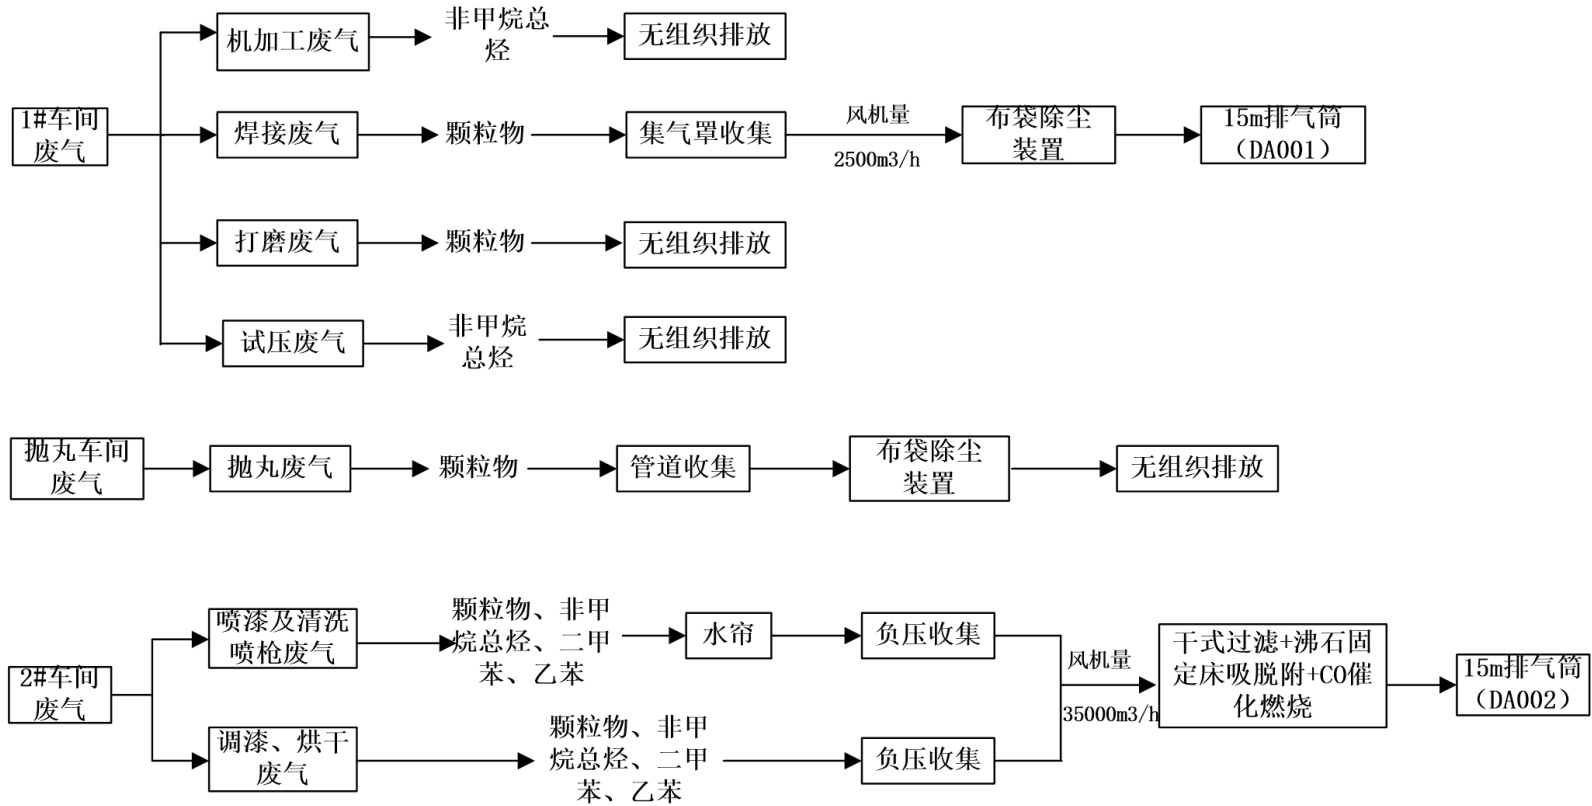 机加工废气
非甲烷总
烃
无组织排放
1#车间
废气
焊接废气
颗粒物
集气罩收集
风机量
2500m3/h
布袋除尘
装置
15m排气筒
（DA001）
打磨废气
颗粒物
无组织排放
试压废气
非甲烷
总烃
无组织排放
抛丸车间
废气
抛丸废气
颗粒物
管道收集
布袋除尘
装置
无组织排放
2#车间
废气
喷漆及清洗
喷枪废气
颗粒物、非甲
烷总烃、二甲
苯、乙苯
水帘
负压收集
调漆、烘干
废气
颗粒物、非甲
烷总烃、二甲
苯、乙苯
负压收集
风机量
35000m3/h
干式过滤+沸石固
定床吸脱附+CO催
化燃烧
15m排气筒
（DA002）